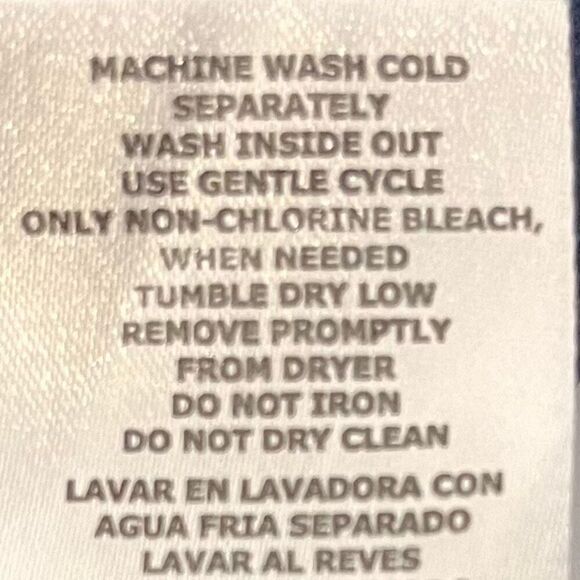 MACHINE WASH COLD
SEPARATELY
WASH INSIDE OUT
USE GENTLE CYCLE
ONLY NON-CHLORINE BLEACH,
WHEN NEEDED
TUMBLE DRY LOW
REMOVE PROMPTLY
FROM DRYER
DO NOT IRON
DO NOT DRY CLEAN
LAVAR EN LAVADORA CON
AGUA FRIA SEPARADO
LAVAR AL REVES